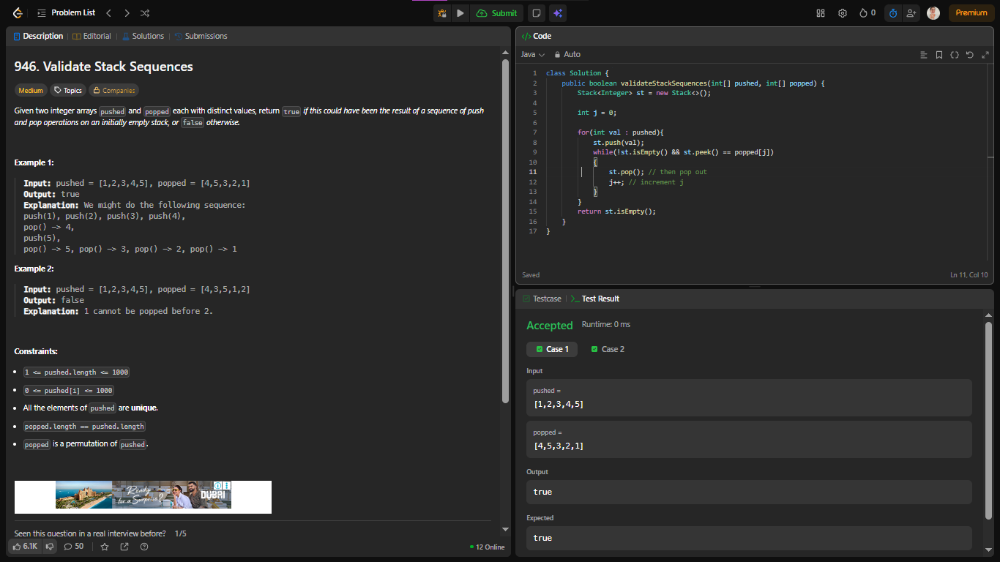 Problem List
Submit
0
Premium
Description
Editorial
Solutions
Submissions
946. Validate Stack Sequences
Medium
Topics
Companies
Given two integer arrays pushed and popped each with distinct values, return true if this could have been the result of a sequence of push
and pop operations on an initially empty stack, or false otherwise.
Example 1:
Input: pushed = [1,2,3,4,5], popped = [4,5,3,2,1]
Output: true
Explanation: We might do the following sequence:
push(1), push(2), push(3), push(4),
pop() -> 4,
push(5),
pop() -> 5, pop() -> 3, pop() -> 2, pop() -> 1
Example 2:
Input: pushed = [1,2,3,4,5], popped = [4,3,5,1,2]
Output: false
Explanation: 1 cannot be popped before 2.
Constraints:
• 1 <= pushed.length <= 1000
• 0 <= pushed[i] <= 1000
• All the elements of pushed are unique.
• popped.length == pushed.length
• popped is a permutation of pushed.
Ready
for a Surprise?
DUBAI
Seen this question in a real interview before? 1/5
6.1K
50
12 Online
</> Code
Java
Auto
1 class Solution {
2 public boolean validateStackSequences(int[] pushed, int[] popped) {
3 Stack<Integer> st = new Stack<>();
4
5 int j = 0;
6
7 for(int val : pushed){
8 st.push(val);
9 while(!st.isEmpty() && st.peek() == popped[j])
10 {
11 st.pop(); // then pop out
12 j++; // increment j
13 }
14 }
15 return st.isEmpty();
16 }
17 }
Saved
Ln 11, Col 10
Testcase
>_ Test Result
Accepted
Runtime: 0 ms
Case 1
Case 2
Input
pushed =
[1,2,3,4,5]
popped =
[4,5,3,2,1]
Output
true
Expected
true